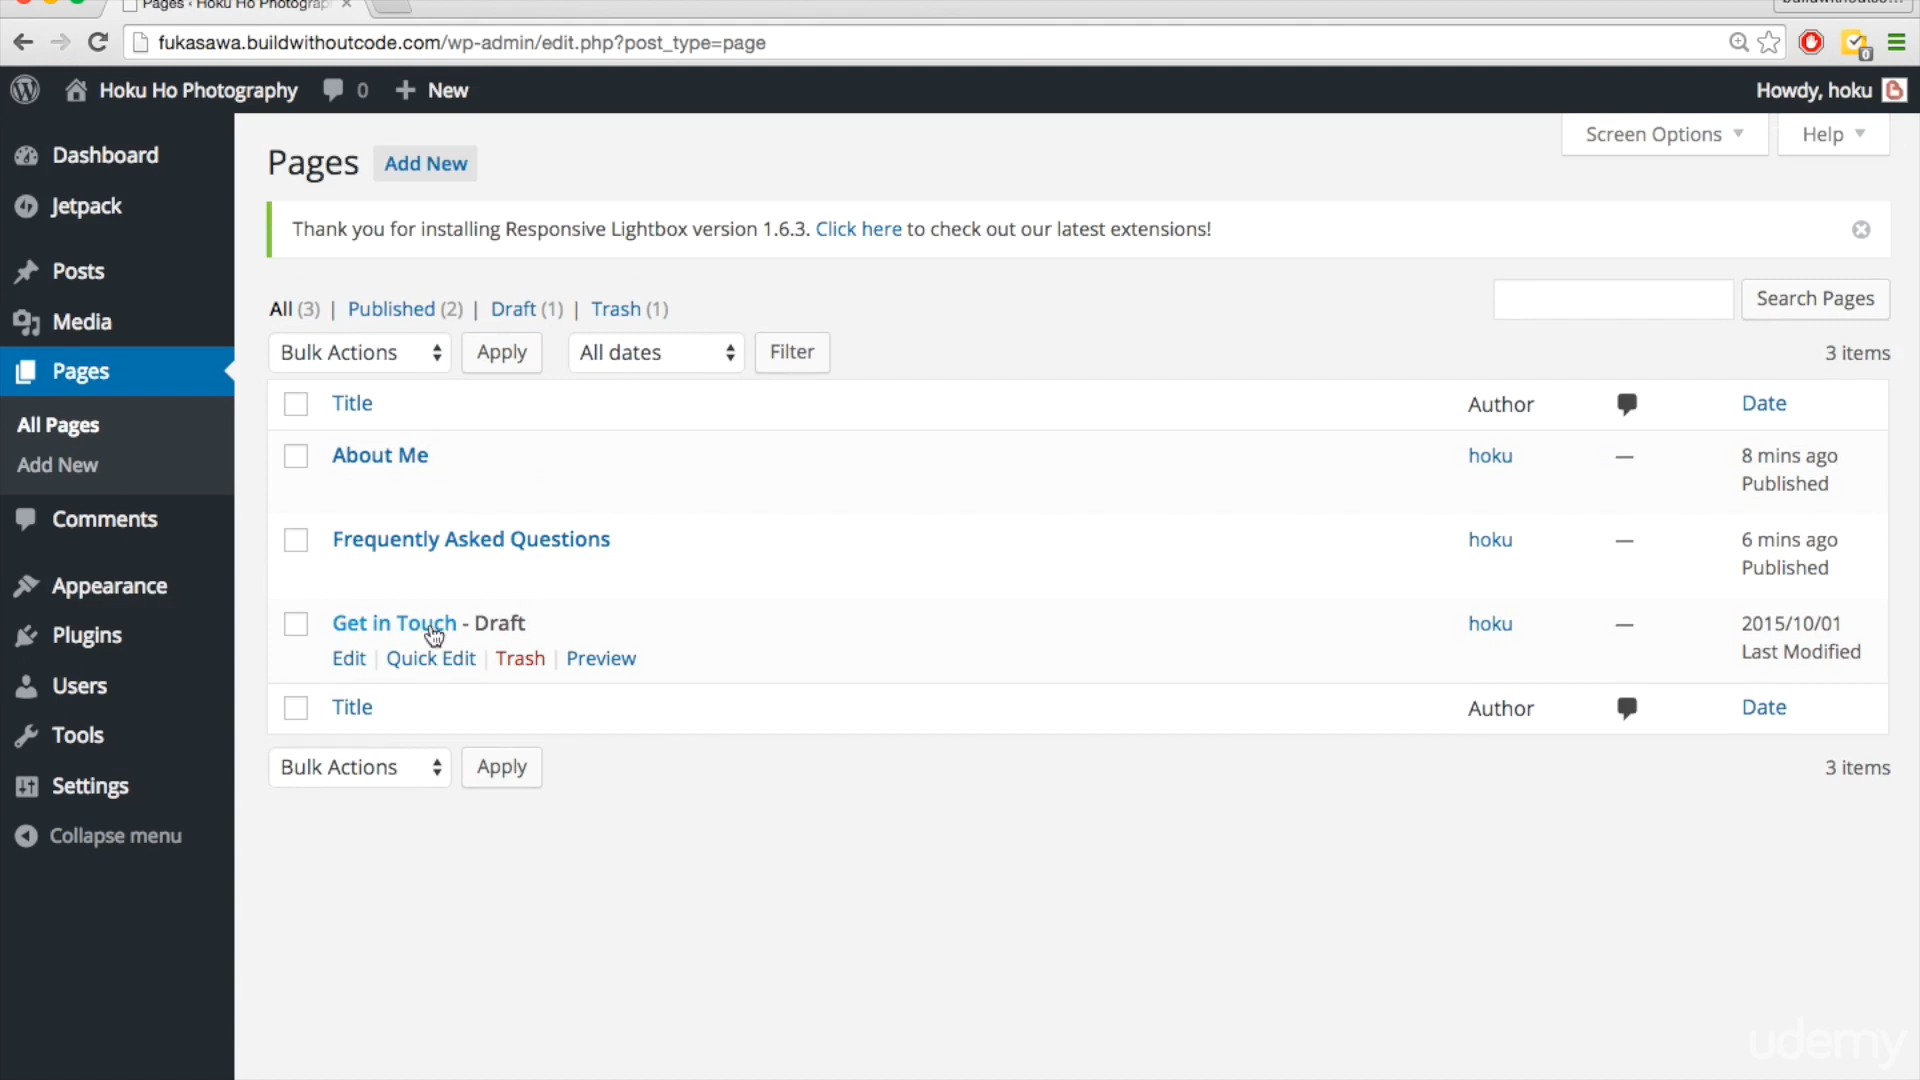 Pages ‹ Hoku Ho Photograp
fukasawa.buildwithoutcode.com/wp-admin/edit.php?post_type=page
0
Hoku Ho Photography
0
New
Howdy, hoku
Screen Options
Help
Dashboard
Jetpack
Posts
Media
Pages
All Pages
Add New
Comments
Appearance
Plugins
Users
Tools
Settings
Collapse menu
Pages
Add New
Thank you for installing Responsive Lightbox version 1.6.3. Click here to check out our latest extensions!
All (3) | Published (2) | Draft (1) | Trash (1)
Search Pages
Bulk Actions
Apply
All dates
Filter
3 items
Title
Author
Date
About Me
hoku
—
8 mins ago
Published
Frequently Asked Questions
hoku
—
6 mins ago
Published
Get in Touch - Draft
Edit | Quick Edit | Trash | Preview
hoku
—
2015/10/01
Last Modified
Title
Author
Date
Bulk Actions
Apply
3 items
udemy